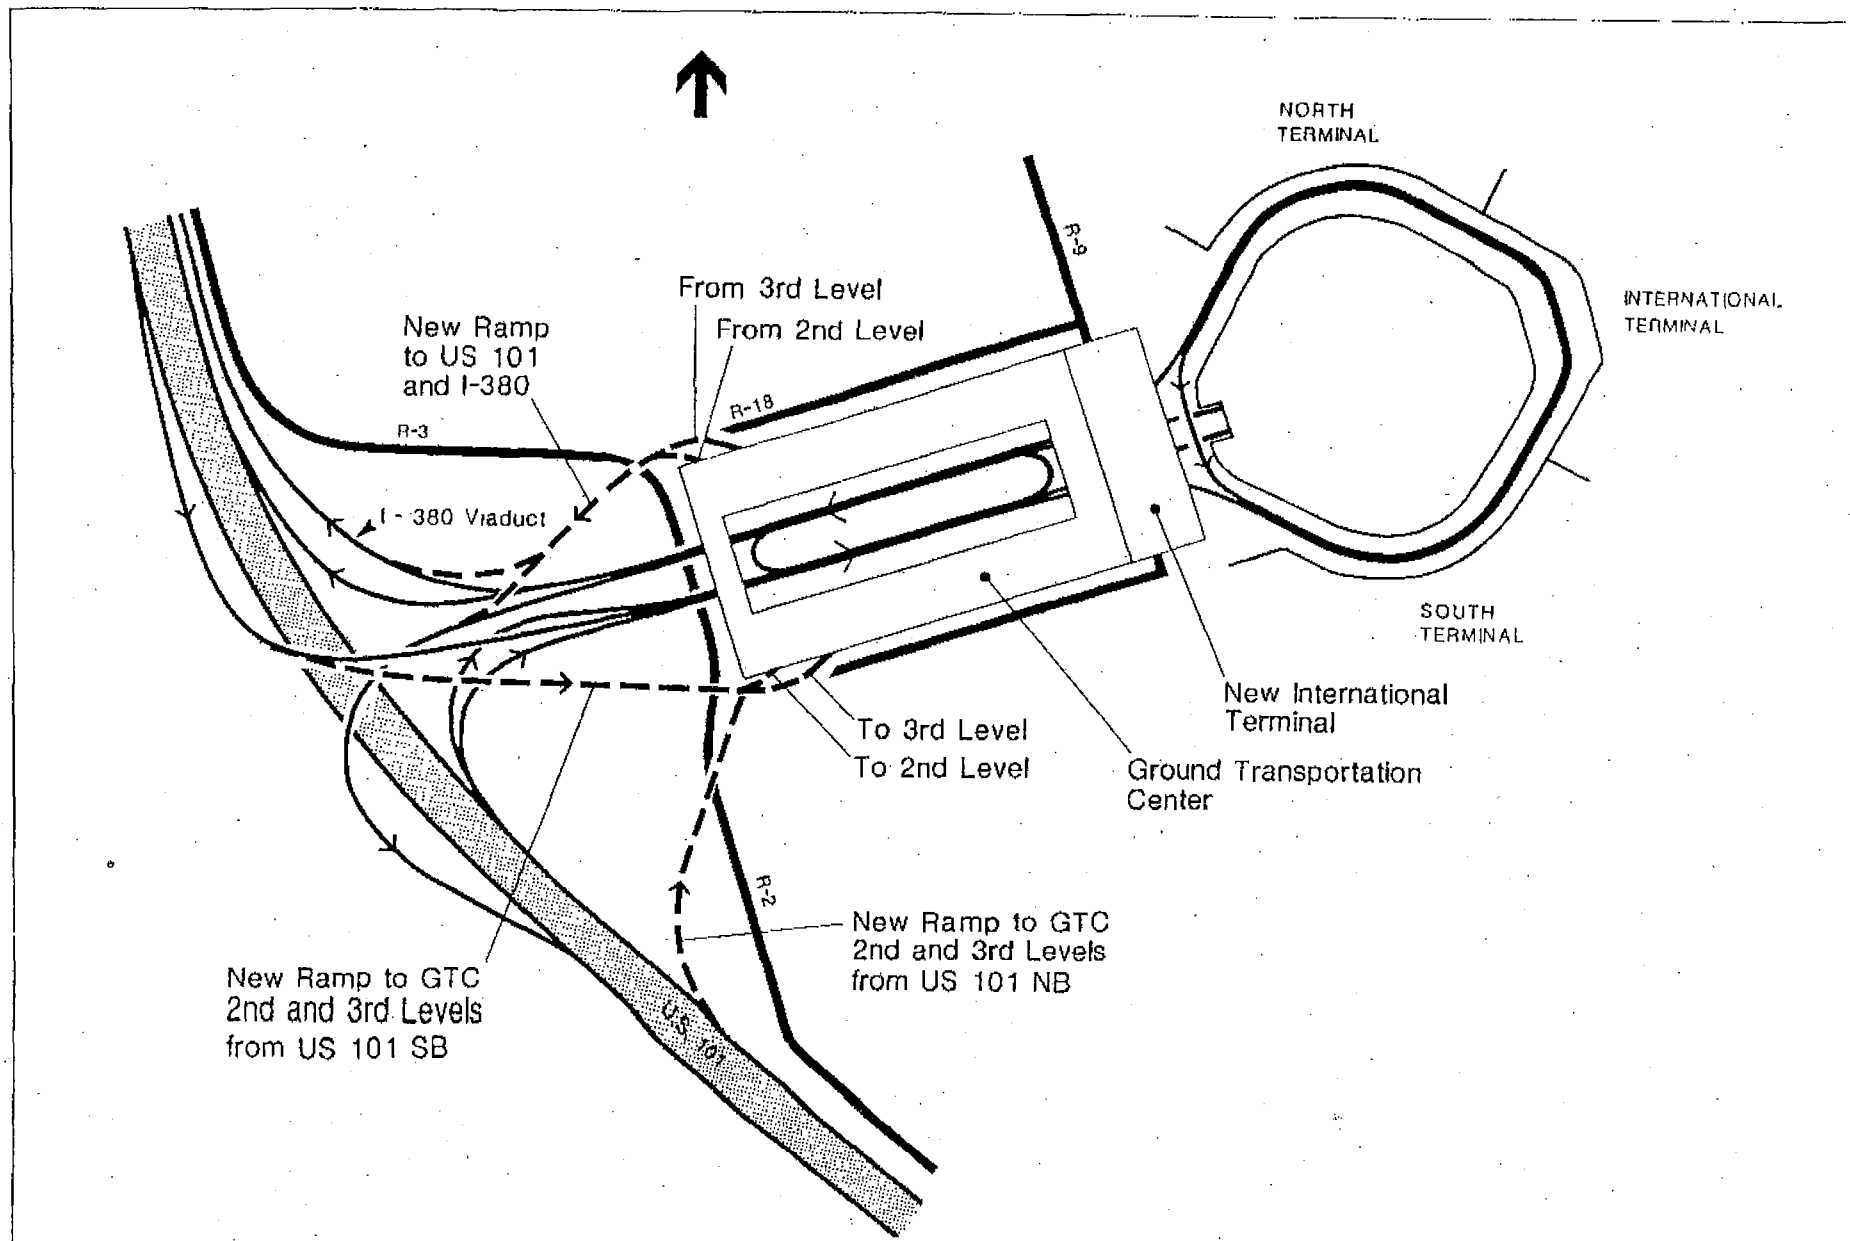 NORTH
TERMINAL
R-9
From 3rd Level
INTERNATIONAL
TERMINAL
New Ramp
to US 101
and I-380
From 2nd Level
R-18
R-3
I - 380 Viaduct
SOUTH
TERMINAL
New International
Terminal
To 3rd Level
To 2nd Level
Ground Transportation
Center
R-2
New Ramp to GTC
2nd and 3rd Levels
from US 101 NB
New Ramp to GTC
2nd and 3rd Levels
from US 101 SB
U.S. 101